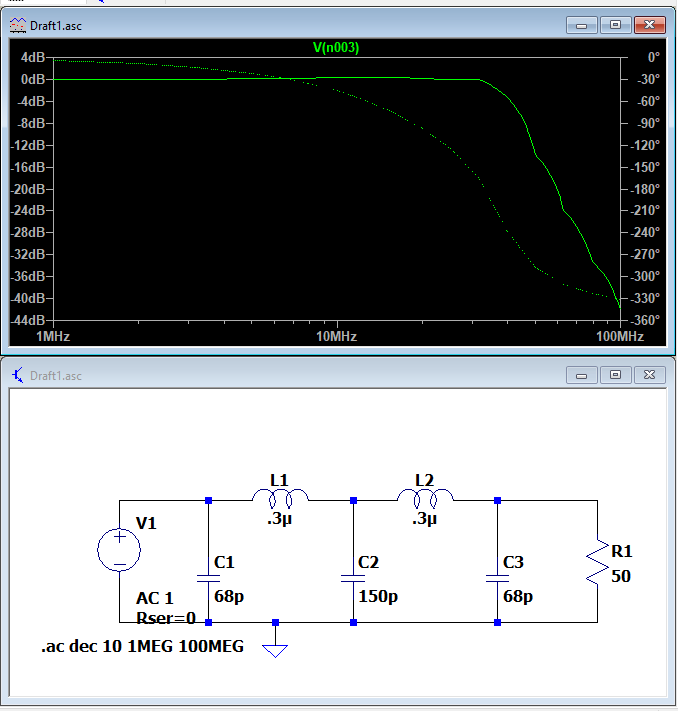 Draft1.asc
V(n003)
4dB
0dB
-4dB
-8dB
-12dB
-16dB
-20dB
-24dB
-28dB
-32dB
-36dB
-40dB
-44dB
0°
-30°
-60°
-90°
-120°
-150°
-180°
-210°
-240°
-270°
-300°
-330°
-360°
1MHz 10MHz 100MHz
Draft1.asc
L1 L2
.3µ .3µ
V1
R1
C1 C2 C3
50
AC 1 68p 150p 68p
Rser=0
.ac dec 10 1MEG 100MEG